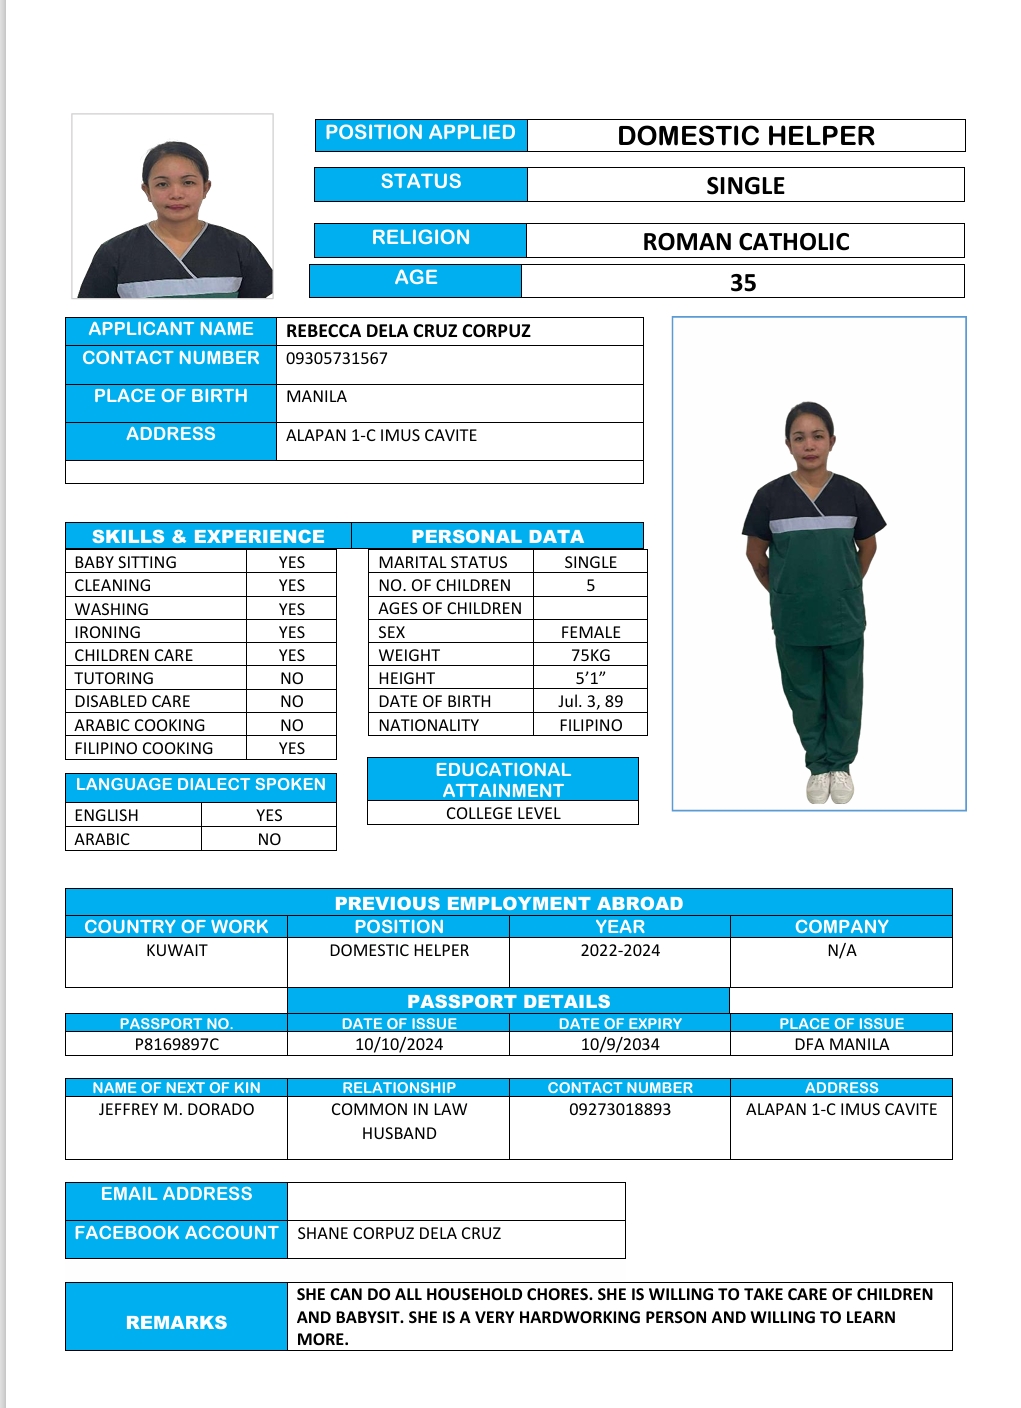 POSITION APPLIED DOMESTIC HELPER
STATUS SINGLE
RELIGION ROMAN CATHOLIC
AGE 35
APPLICANT NAME REBECCA DELA CRUZ CORPUZ
CONTACT NUMBER 09305731567
PLACE OF BIRTH MANILA
ADDRESS ALAPAN 1-C IMUS CAVITE
SKILLS & EXPERIENCE
BABY SITTING YES
CLEANING YES
WASHING YES
IRONING YES
CHILDREN CARE YES
TUTORING NO
DISABLED CARE NO
ARABIC COOKING NO
FILIPINO COOKING YES
LANGUAGE DIALECT SPOKEN
ENGLISH YES
ARABIC NO
PERSONAL DATA
MARITAL STATUS SINGLE
NO. OF CHILDREN 5
AGES OF CHILDREN
SEX FEMALE
WEIGHT 75KG
HEIGHT 5’1”
DATE OF BIRTH Jul. 3, 89
NATIONALITY FILIPINO
EDUCATIONAL
ATTAINMENT
COLLEGE LEVEL
PREVIOUS EMPLOYMENT ABROAD
COUNTRY OF WORK POSITION YEAR COMPANY
KUWAIT DOMESTIC HELPER 2022-2024 N/A
PASSPORT DETAILS
PASSPORT NO. DATE OF ISSUE DATE OF EXPIRY PLACE OF ISSUE
P8169897C 10/10/2024 10/9/2034 DFA MANILA
NAME OF NEXT OF KIN RELATIONSHIP CONTACT NUMBER ADDRESS
JEFFREY M. DORADO COMMON IN LAW 09273018893 ALAPAN 1-C IMUS CAVITE
HUSBAND
EMAIL ADDRESS
FACEBOOK ACCOUNT SHANE CORPUZ DELA CRUZ
REMARKS
SHE CAN DO ALL HOUSEHOLD CHORES. SHE IS WILLING TO TAKE CARE OF CHILDREN
AND BABYSIT. SHE IS A VERY HARDWORKING PERSON AND WILLING TO LEARN
MORE.